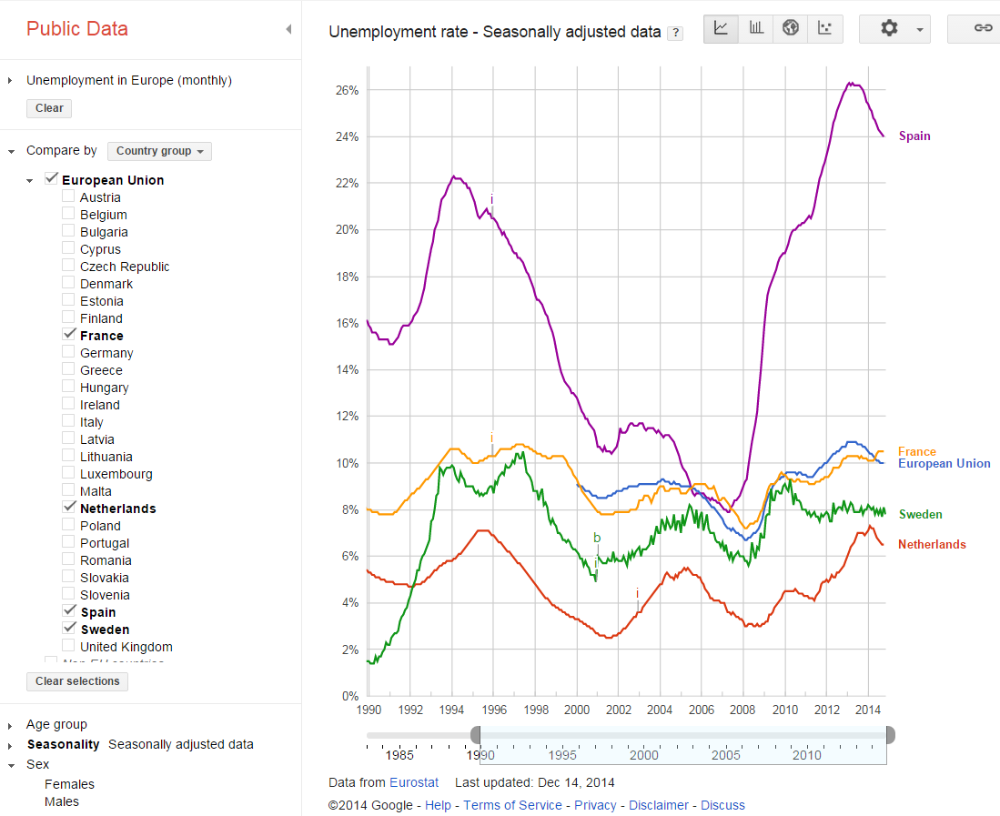 Public Data
Unemployment in Europe (monthly)
Clear
Compare by Country group
European Union
Austria
Belgium
Bulgaria
Cyprus
Czech Republic
Denmark
Estonia
Finland
France
Germany
Greece
Hungary
Ireland
Italy
Latvia
Lithuania
Luxembourg
Malta
Netherlands
Poland
Portugal
Romania
Slovakia
Slovenia
Spain
Sweden
United Kingdom
Clear selections
Age group
Seasonality Seasonally adjusted data
Sex
Females
Males
Unemployment rate - Seasonally adjusted data ?
26%
24%
22%
20%
18%
16%
14%
12%
10%
8%
6%
4%
2%
0%
i
i
b
i
i
Spain
France
European Union
Sweden
Netherlands
1990 1992 1994 1996 1998 2000 2002 2004 2006 2008 2010 2012 2014
1985 1990 1995 2000 2005 2010
Data from Eurostat Last updated: Dec 14, 2014
©2014 Google - Help - Terms of Service - Privacy - Disclaimer - Discuss